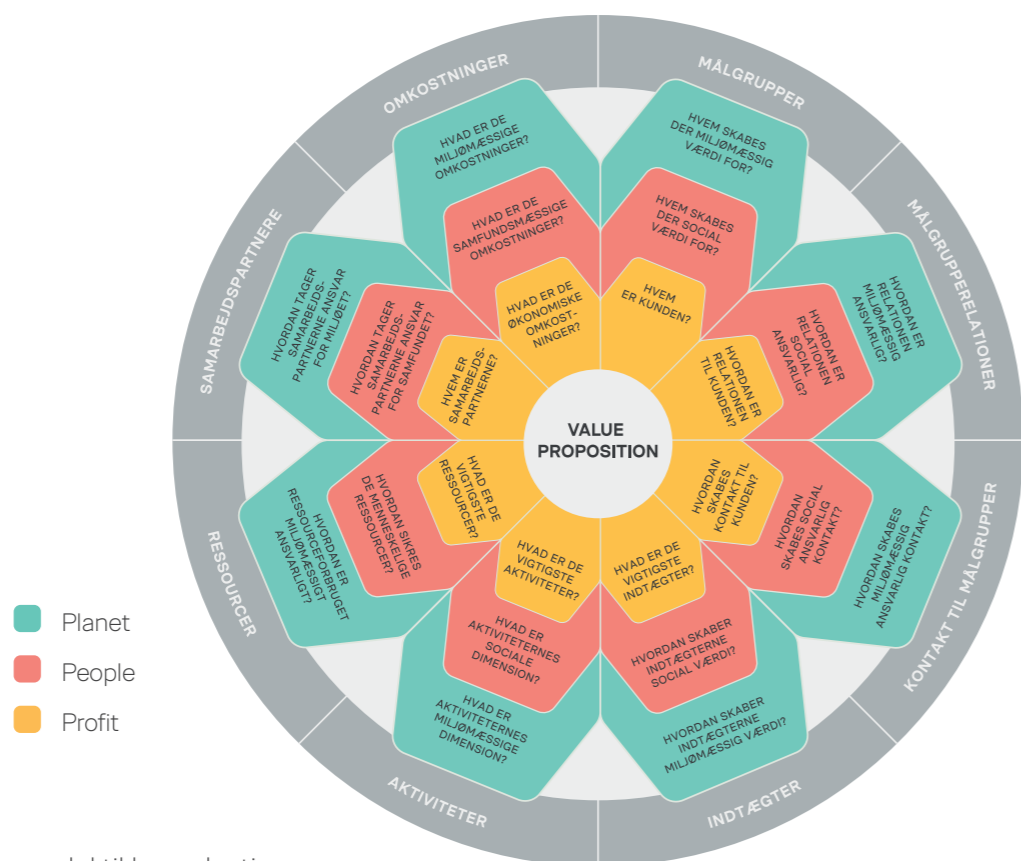 OMKOSTNINGER
MÅLGRUPPER
MÅLGRUPPERELATIONER
KONTAKT TIL MÅLGRUPPER
INDTÆGTER
AKTIVITETER
RESSOURCER
SAMARBEJDSPARTNERE
HVAD ER DE
MILJØMÆSSIGE
OMKOSTNINGER?
HVAD ER DE
SAMFUNDSMÆSSIGE
OMKOSTNINGER?
HVAD ER DE
ØKONOMISKE
OMKOST-
NINGER?
HVEM SKABES
DER MILJØMÆSSIG
VÆRDI FOR?
HVEM SKABES
DER SOCIAL
VÆRDI FOR?
HVEM
ER KUNDEN?
HVORDAN ER
RELATIONEN
MILJØMÆSSIG
ANSVARLIG?
HVORDAN ER
RELATIONEN
SOCIAL
ANSVARLIG?
HVORDAN ER
RELATIONEN
TIL KUNDEN?
HVORDAN SKABES
MILJØMÆSSIG
ANSVARLIG KONTAKT?
HVORDAN
SKABES SOCIAL
ANSVARLIG
KONTAKT?
HVORDAN
SKABES
KONTAKT TIL
KUNDEN?
HVAD ER DE
VIGTIGSTE
INDTÆGTER?
HVORDAN SKABER
INDTÆGTERNE
SOCIAL VÆRDI?
HVORDAN SKABER
INDTÆGTERNE
MILJØMÆSSIG VÆRDI?
HVAD ER DE
VIGTIGSTE
AKTIVITETER?
HVAD ER
AKTIVITETERNES
SOCIALE
DIMENSION?
HVAD ER
AKTIVITETERNES
MILJØMÆSSIGE
DIMENSION?
HVAD ER DE
VIGTIGSTE
RESSOURCER?
HVORDAN SIKRES
DE MENNESKELIGE
RESSOURCER?
HVORDAN ER
RESSOURCEFORBRUGET
MILJØMÆSSIGT
ANSVARLIGT?
HVORDAN TAGER
SAMARBEJDS-
PARTNERNE ANSVAR
FOR MILJØET?
HVORDAN TAGER
SAMARBEJDS-
PARTNERNE ANSVAR
FOR SAMFUNDET?
HVEM ER
SAMARBEJDS-
PARTNERNE?
VALUE
PROPOSITION
Planet
People
Profit